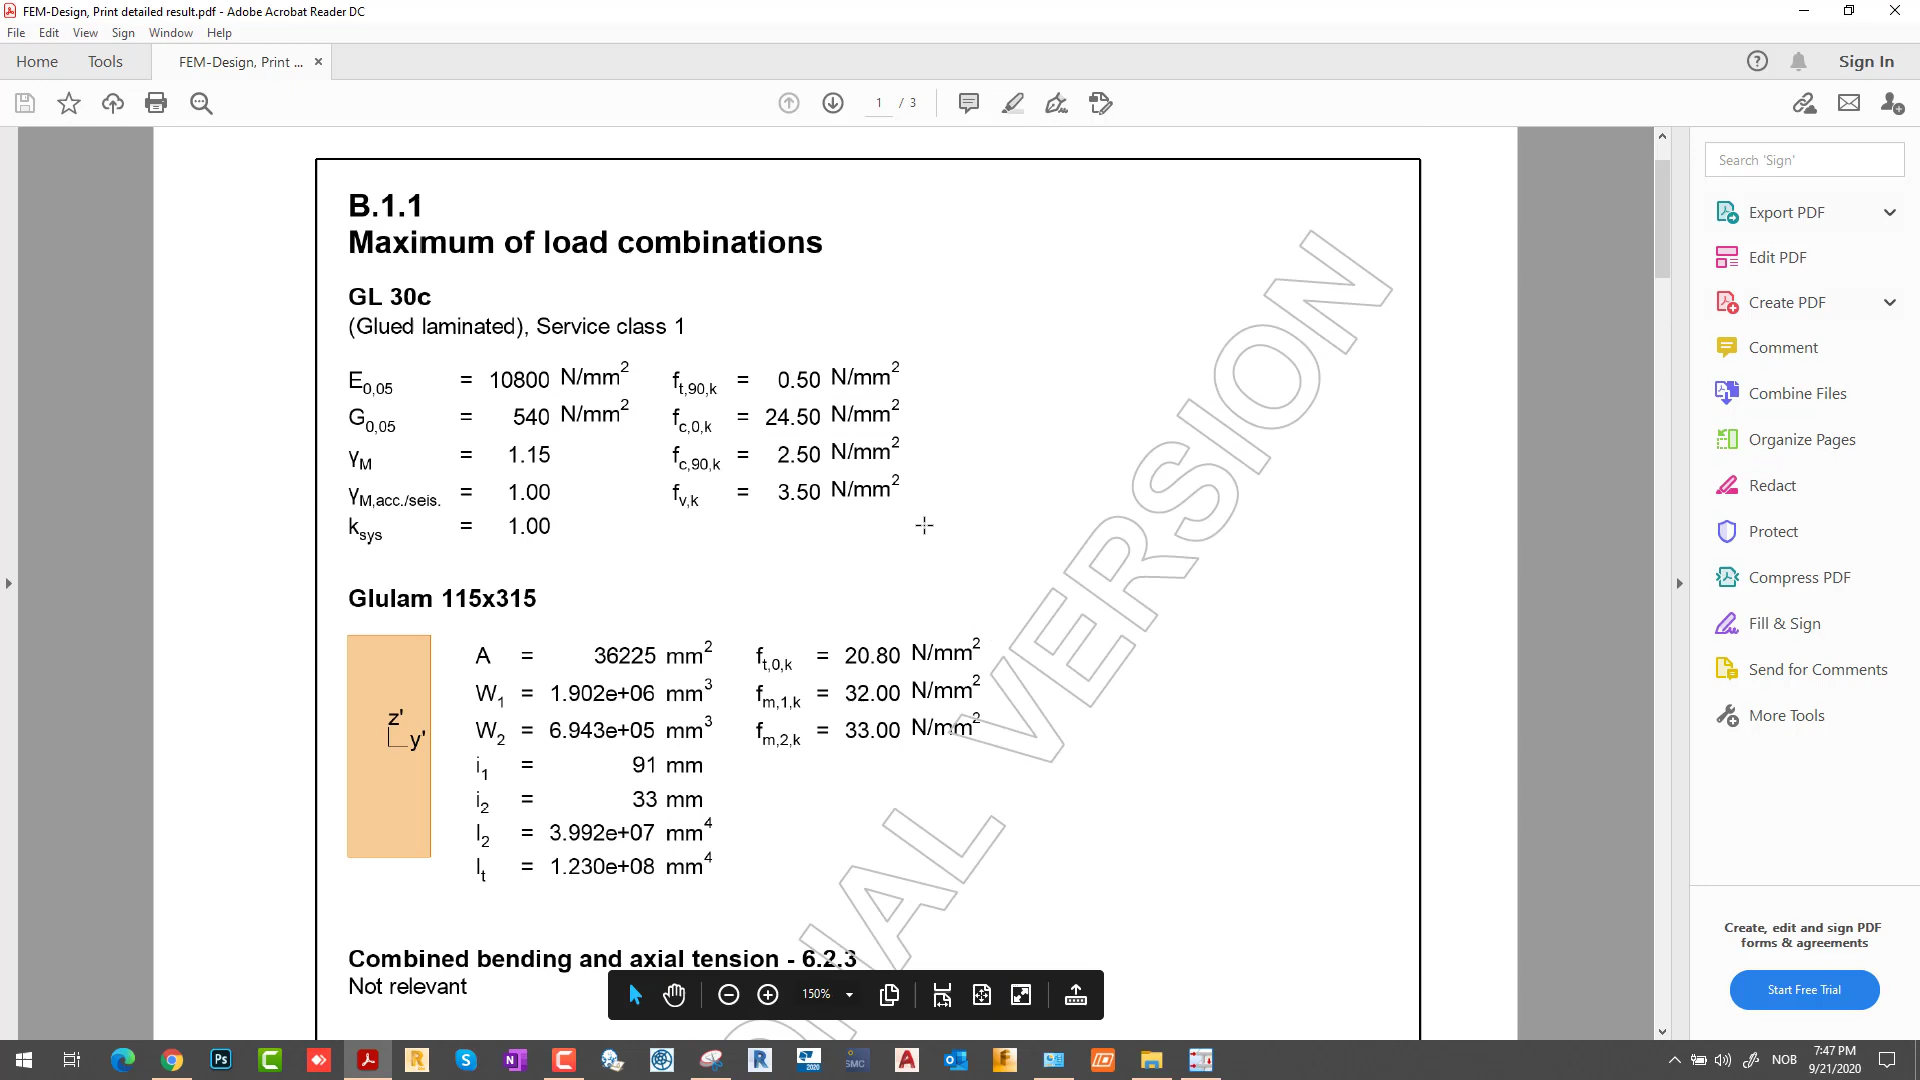 FEM-Design, Print detailed result.pdf - Adobe Acrobat Reader DC
File Edit View Sign Window Help
Home Tools FEM-Design, Print ... × Sign In
1 / 3
B.1.1
Maximum of load combinations
GL 30c
(Glued laminated), Service class 1
E0,05 = 10800 N/mm2 ft,90,k = 0.50 N/mm2
G0,05 = 540 N/mm2 fc,0,k = 24.50 N/mm2
γM = 1.15 fc,90,k = 2.50 N/mm2
γM,acc./seis. = 1.00 fv,k = 3.50 N/mm2
ksys = 1.00
Glulam 115x315
z'
y'
A = 36225 mm2 ft,0,k = 20.80 N/mm2
W1 = 1.902e+06 mm3 fm,1,k = 32.00 N/mm2
W2 = 6.943e+05 mm3 fm,2,k = 33.00 N/mm2
i1 = 91 mm
i2 = 33 mm
I2 = 3.992e+07 mm4
It = 1.230e+08 mm4
Combined bending and axial tension - 6.2.3
Not relevant
VERSION
150%
Search 'Sign'
Export PDF
Edit PDF
Create PDF
Comment
Combine Files
Organize Pages
Redact
Protect
Compress PDF
Fill & Sign
Send for Comments
More Tools
Create, edit and sign PDF
forms & agreements
Start Free Trial
Ps
SMC
2020
NOB
7:47 PM
9/21/2020